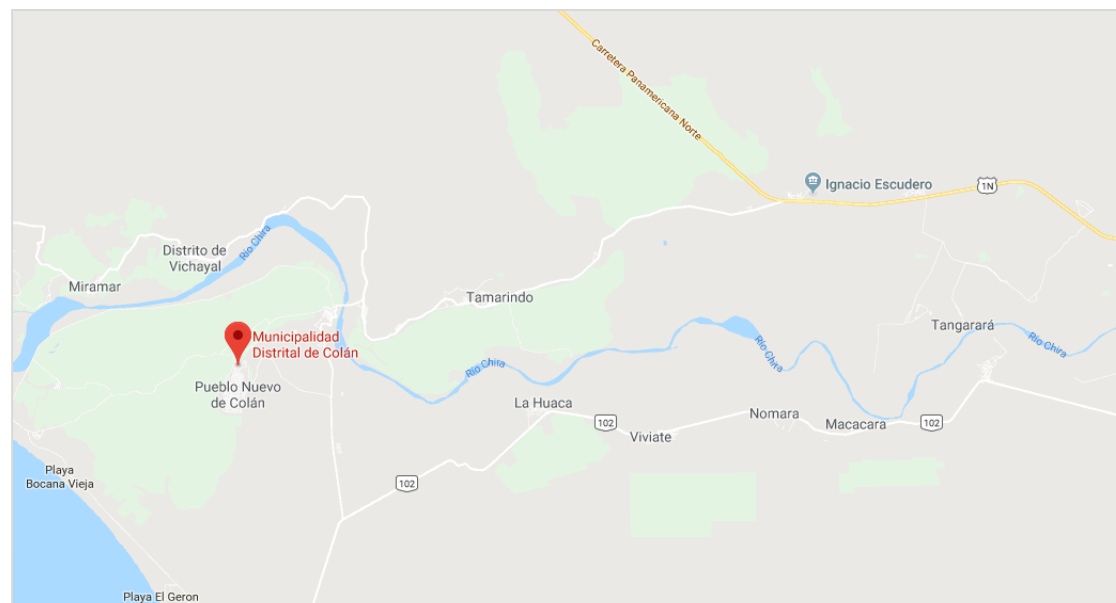 Carretera Panamericana Norte
Ignacio Escudero
1N
Río Chira
Distrito de
Vichayal
Miramar
Tamarindo
Municipalidad
Distrital de Colán
Tangarará
Río Chira
Río Chira
Río Chira
Pueblo Nuevo
de Colán
La Huaca
102
Viviate
Nomara
Macacara
102
Playa
Bocana Vieja
102
Playa El Geron